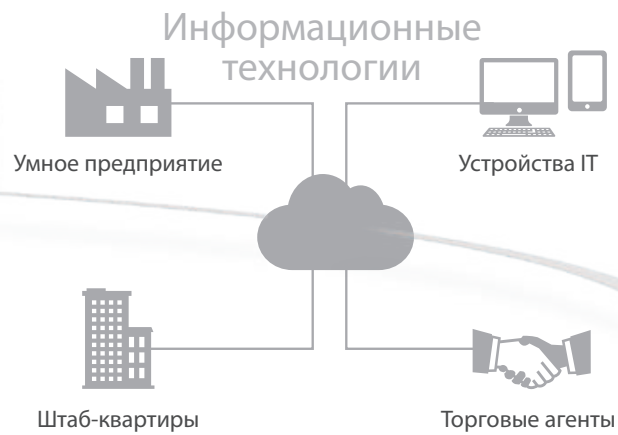 Информационные
технологии
Умное предприятие
Устройства IT
Штаб-квартиры
Торговые агенты